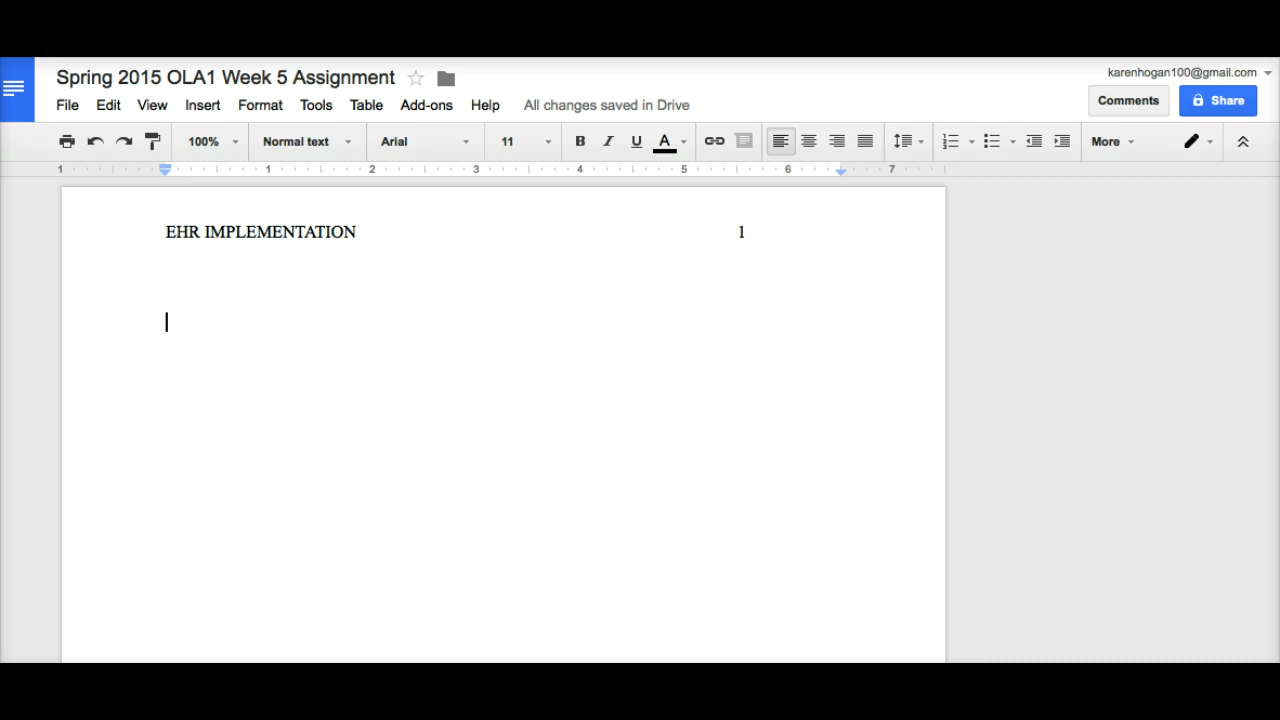 Spring 2015 OLA1 Week 5 Assignment
karenhogan100@gmail.com
File Edit View Insert Format Tools Table Add-ons Help All changes saved in Drive
Comments Share
100% Normal text Arial 11 B I U A More
1 1 2 3 4 5 6 7
EHR IMPLEMENTATION 1